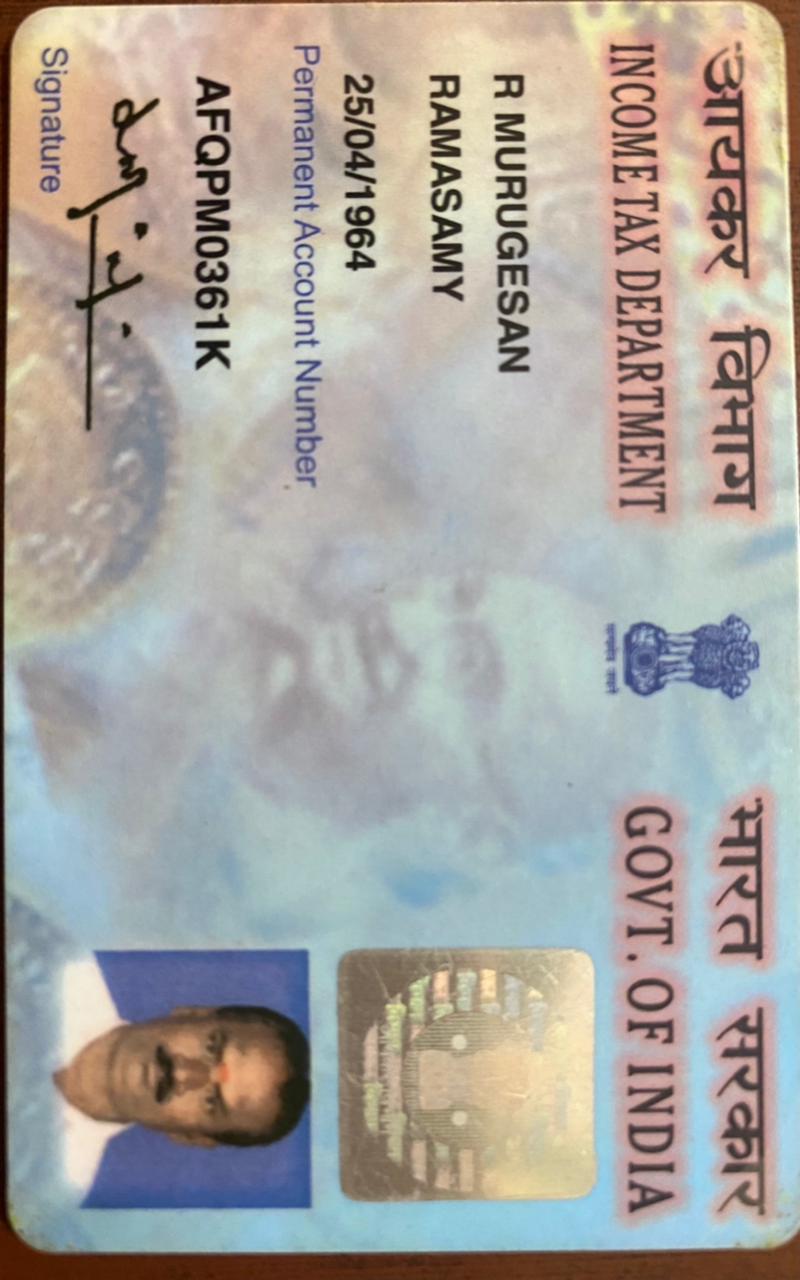 आयकर विभाग
INCOME TAX DEPARTMENT
भारत सरकार
GOVT. OF INDIA
सत्यमेव जयते
R MURUGESAN
RAMASAMY
25/04/1964
Permanent Account Number
AFQPM0361K
Signature